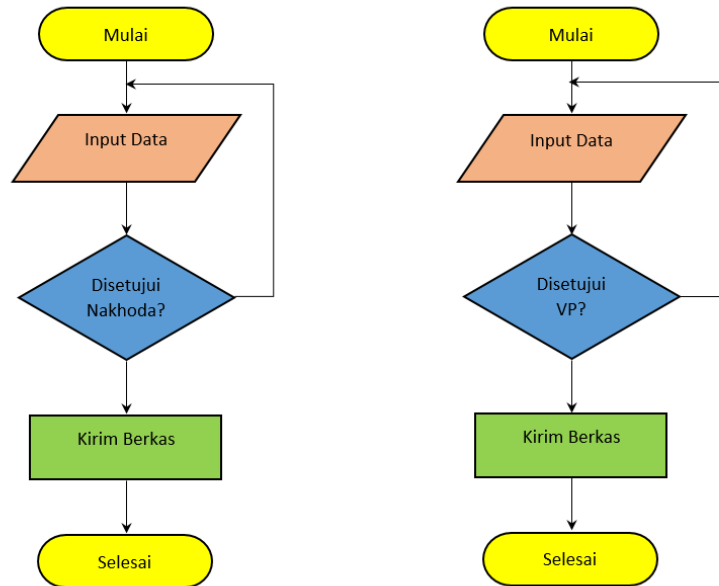 Mulai
Input Data
Disetujui
Nakhoda?
Kirim Berkas
Selesai
Mulai
Input Data
Disetujui
VP?
Kirim Berkas
Selesai